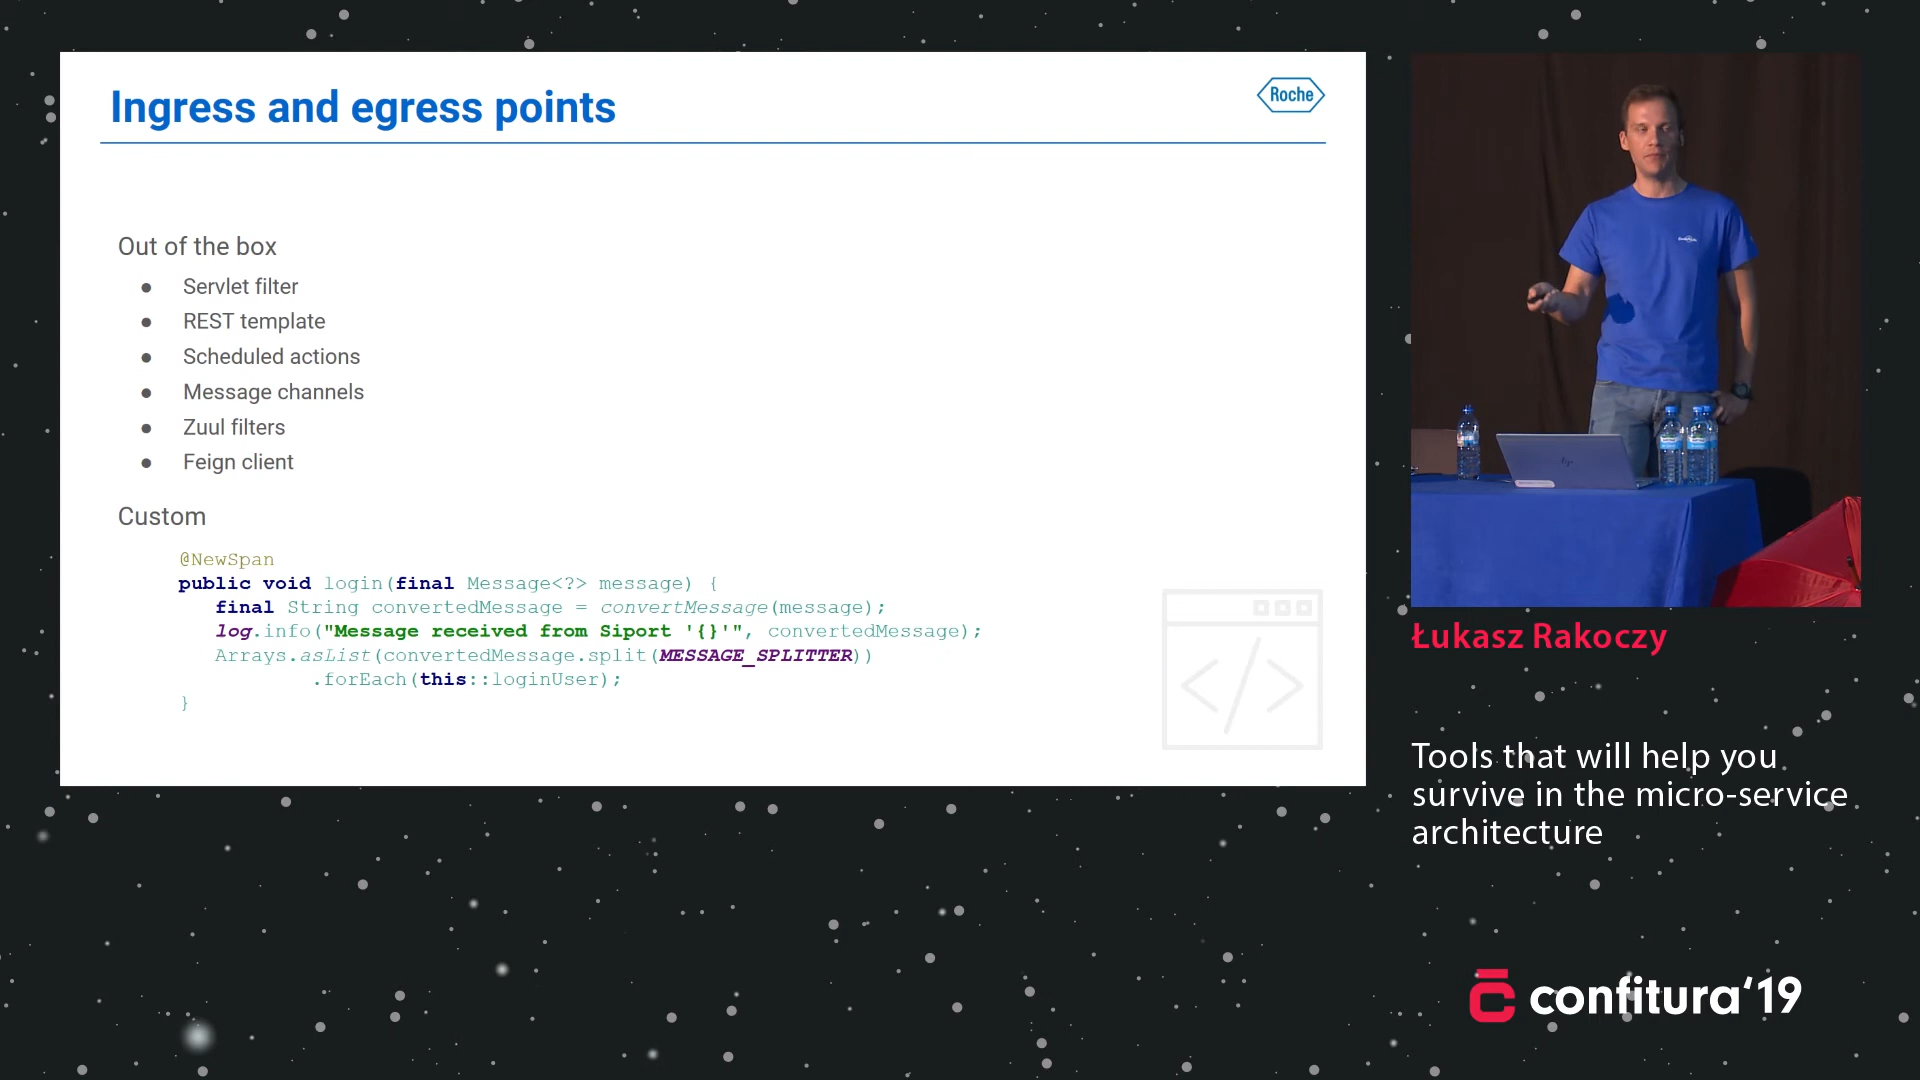 Ingress and egress points
Roche
Out of the box
● Servlet filter
● REST template
● Scheduled actions
● Message channels
● Zuul filters
● Feign client
Custom
@NewSpan
public void login(final Message<?> message) {
final String convertedMessage = convertMessage(message);
log.info("Message received from Siport '{}'", convertedMessage);
Arrays.asList(convertedMessage.split(MESSAGE_SPLITTER))
.forEach(this::loginUser);
}
</>
Łukasz Rakoczy
Tools that will help you
survive in the micro-service
architecture
confitura'19